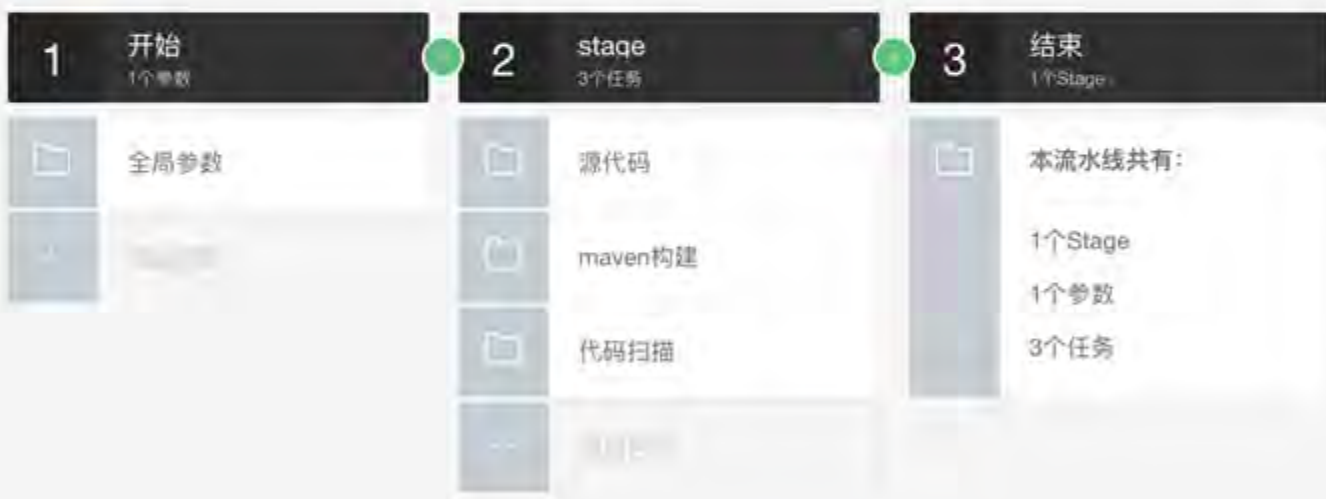 1
开始
1个参数
全局参数
2
stage
3个任务
源代码
maven构建
代码扫描
3
结束
1个Stage
本流水线共有：
1个Stage
1个参数
3个任务